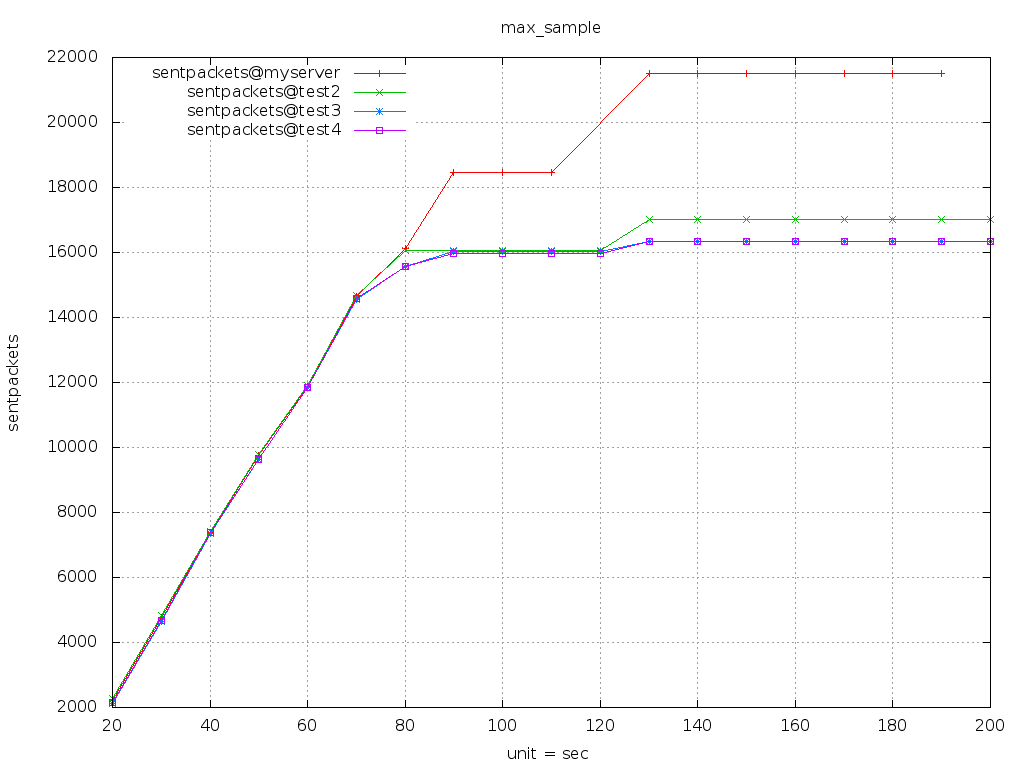 max_sample
22000
20000
18000
16000
14000
12000
10000
8000
6000
4000
2000
sentpackets@myserver
sentpackets@test2
sentpackets@test3
sentpackets@test4
sentpackets
20 40 60 80 100 120 140 160 180 200
unit = sec